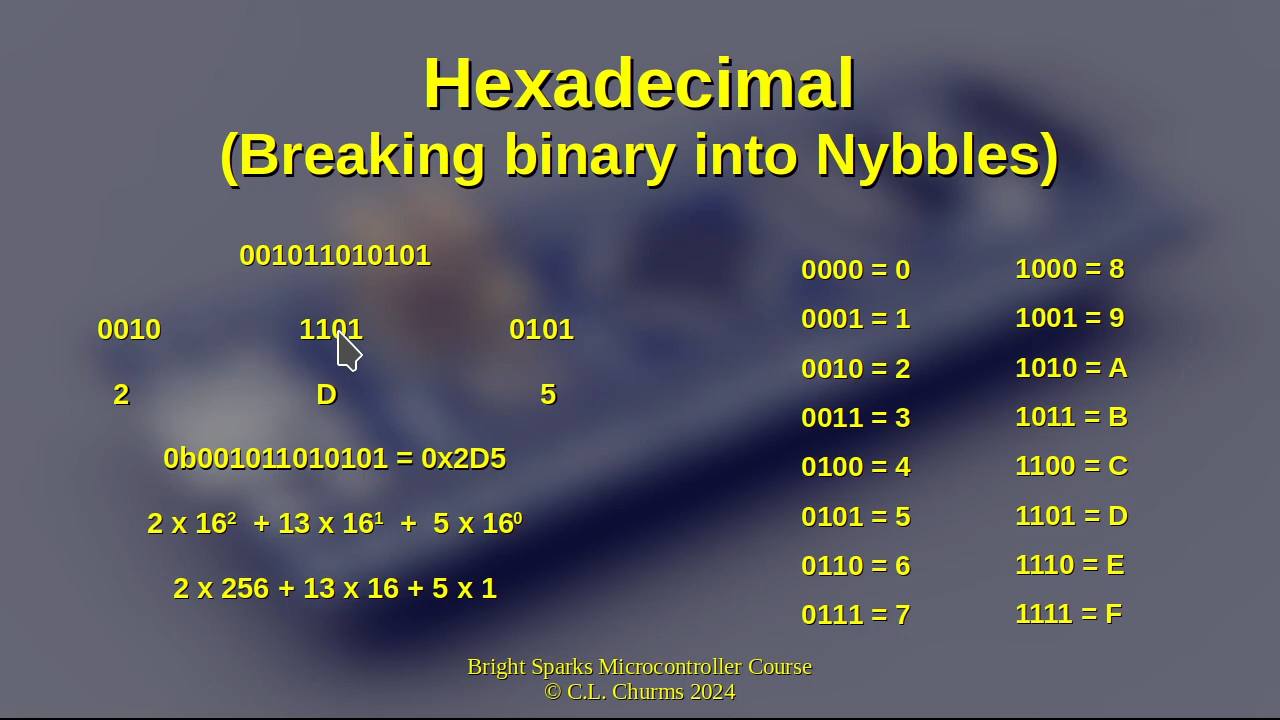 Hexadecimal
(Breaking binary into Nybbles)
001011010101
0010 1101 0101
2 D 5
0b001011010101 = 0x2D5
2 x 16² + 13 x 16¹ + 5 x 16⁰
2 x 256 + 13 x 16 + 5 x 1
0000 = 0
0001 = 1
0010 = 2
0011 = 3
0100 = 4
0101 = 5
0110 = 6
0111 = 7
1000 = 8
1001 = 9
1010 = A
1011 = B
1100 = C
1101 = D
1110 = E
1111 = F
Bright Sparks Microcontroller Course
© C.L. Churms 2024